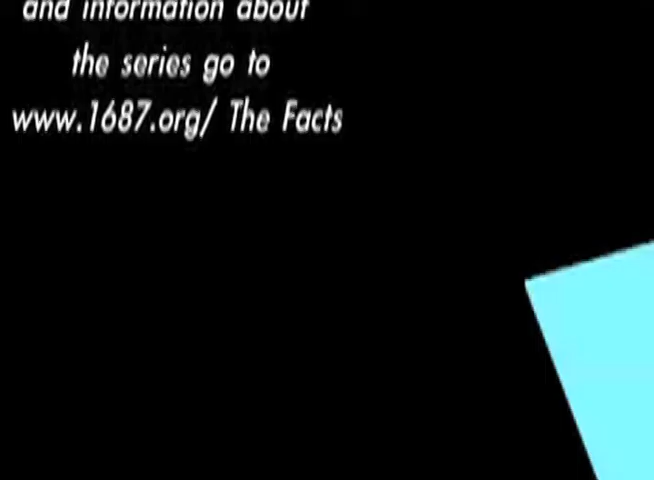 and information about
the series go to
www.1687.org/ The Facts